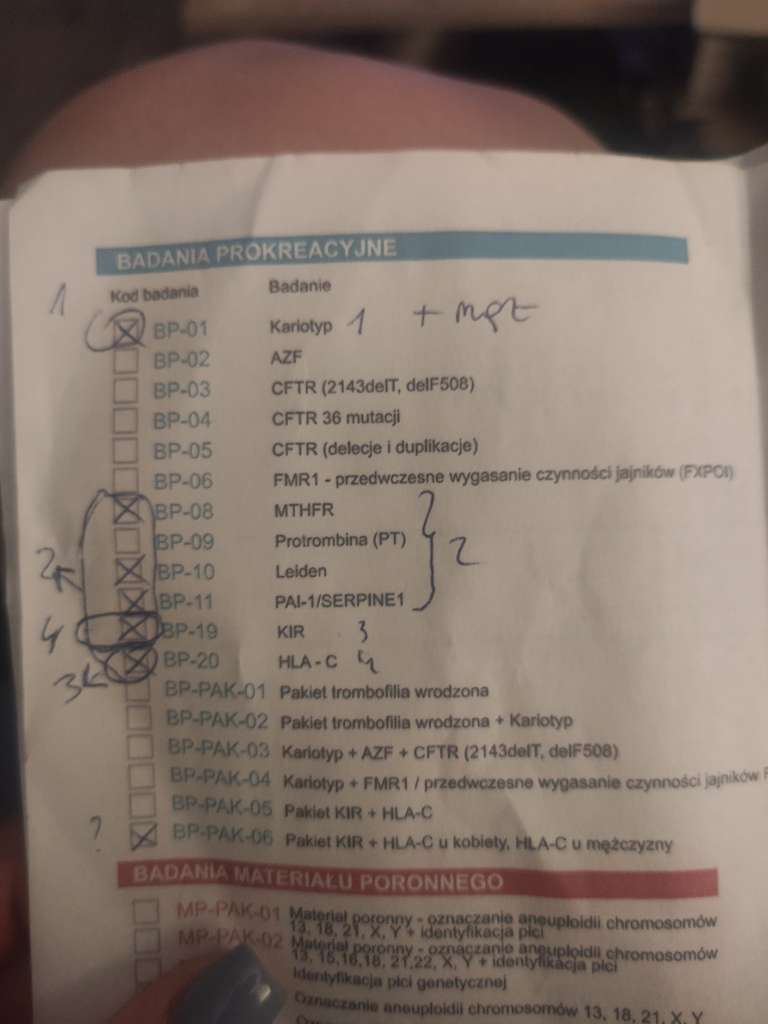 BADANIA PROKREACYJNE
1 Kod badania Badanie
BP-01 Kariotyp 1 +
BP-02 AZF
BP-03 CFTR (2143delT, delF508)
BP-04 CFTR 36 mutacji
BP-05 CFTR (delecje i duplikacje)
BP-06 FMR1 - przedwczesne wygasanie czynności jajników (FXPOI)
BP-08 MTHFR
BP-09 Protrombina (PT)
2 BP-10 Leiden 2
BP-11 PAI-1/SERPINE1
4 BP-19 KIR 3
3 BP-20 HLA-C 4
BP-PAK-01 Pakiet trombofilia wrodzona
BP-PAK-02 Pakiet trombofilia wrodzona + Kariotyp
BP-PAK-03 Kariotyp + AZF + CFTR (2143delT, delF508)
BP-PAK-04 Kariotyp + FMR1 / przedwczesne wygasanie czynności jajników
BP-PAK-05 Pakiet KIR + HLA-C
? BP-PAK-06 Pakiet KIR + HLA-C u kobiety, HLA-C u mężczyzny
BADANIA MATERIAŁU PORONNEGO
MP-PAK-01 Materiał poronny - oznaczanie aneuploidii chromosomów
13, 18, 21, X, Y + identyfikacja płci
MP-PAK-02 Materiał poronny - oznaczanie aneuploidii chromosomów
13, 15,16,18, 21,22, X, Y + identyfikacja płci
Identyfikacja płci genetycznej
Oznaczanie aneuploidii chromosomów 13, 18, 21, X, Y